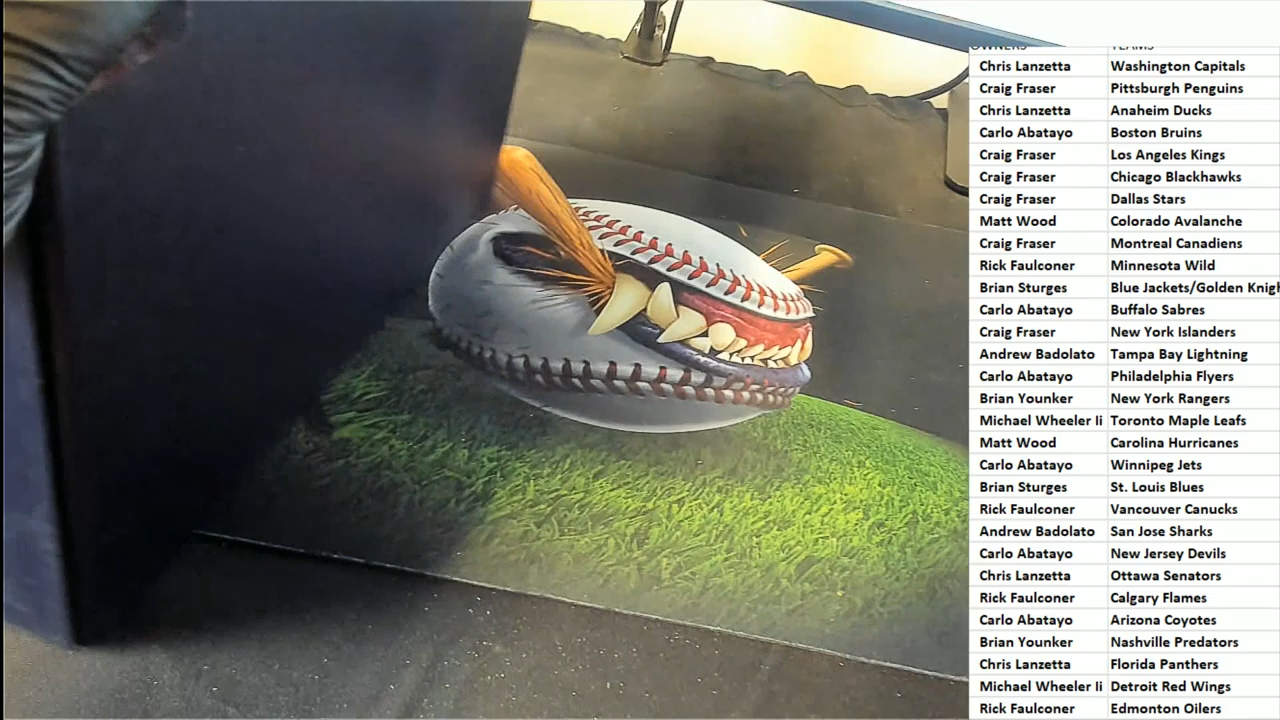 OWNERS TEAMS
Chris Lanzetta Washington Capitals
Craig Fraser Pittsburgh Penguins
Chris Lanzetta Anaheim Ducks
Carlo Abatayo Boston Bruins
Craig Fraser Los Angeles Kings
Craig Fraser Chicago Blackhawks
Craig Fraser Dallas Stars
Matt Wood Colorado Avalanche
Craig Fraser Montreal Canadiens
Rick Faulconer Minnesota Wild
Brian Sturges Blue Jackets/Golden Knigh
Carlo Abatayo Buffalo Sabres
Craig Fraser New York Islanders
Andrew Badolato Tampa Bay Lightning
Carlo Abatayo Philadelphia Flyers
Brian Younker New York Rangers
Michael Wheeler Ii Toronto Maple Leafs
Matt Wood Carolina Hurricanes
Carlo Abatayo Winnipeg Jets
Brian Sturges St. Louis Blues
Rick Faulconer Vancouver Canucks
Andrew Badolato San Jose Sharks
Carlo Abatayo New Jersey Devils
Chris Lanzetta Ottawa Senators
Rick Faulconer Calgary Flames
Carlo Abatayo Arizona Coyotes
Brian Younker Nashville Predators
Chris Lanzetta Florida Panthers
Michael Wheeler Ii Detroit Red Wings
Rick Faulconer Edmonton Oilers